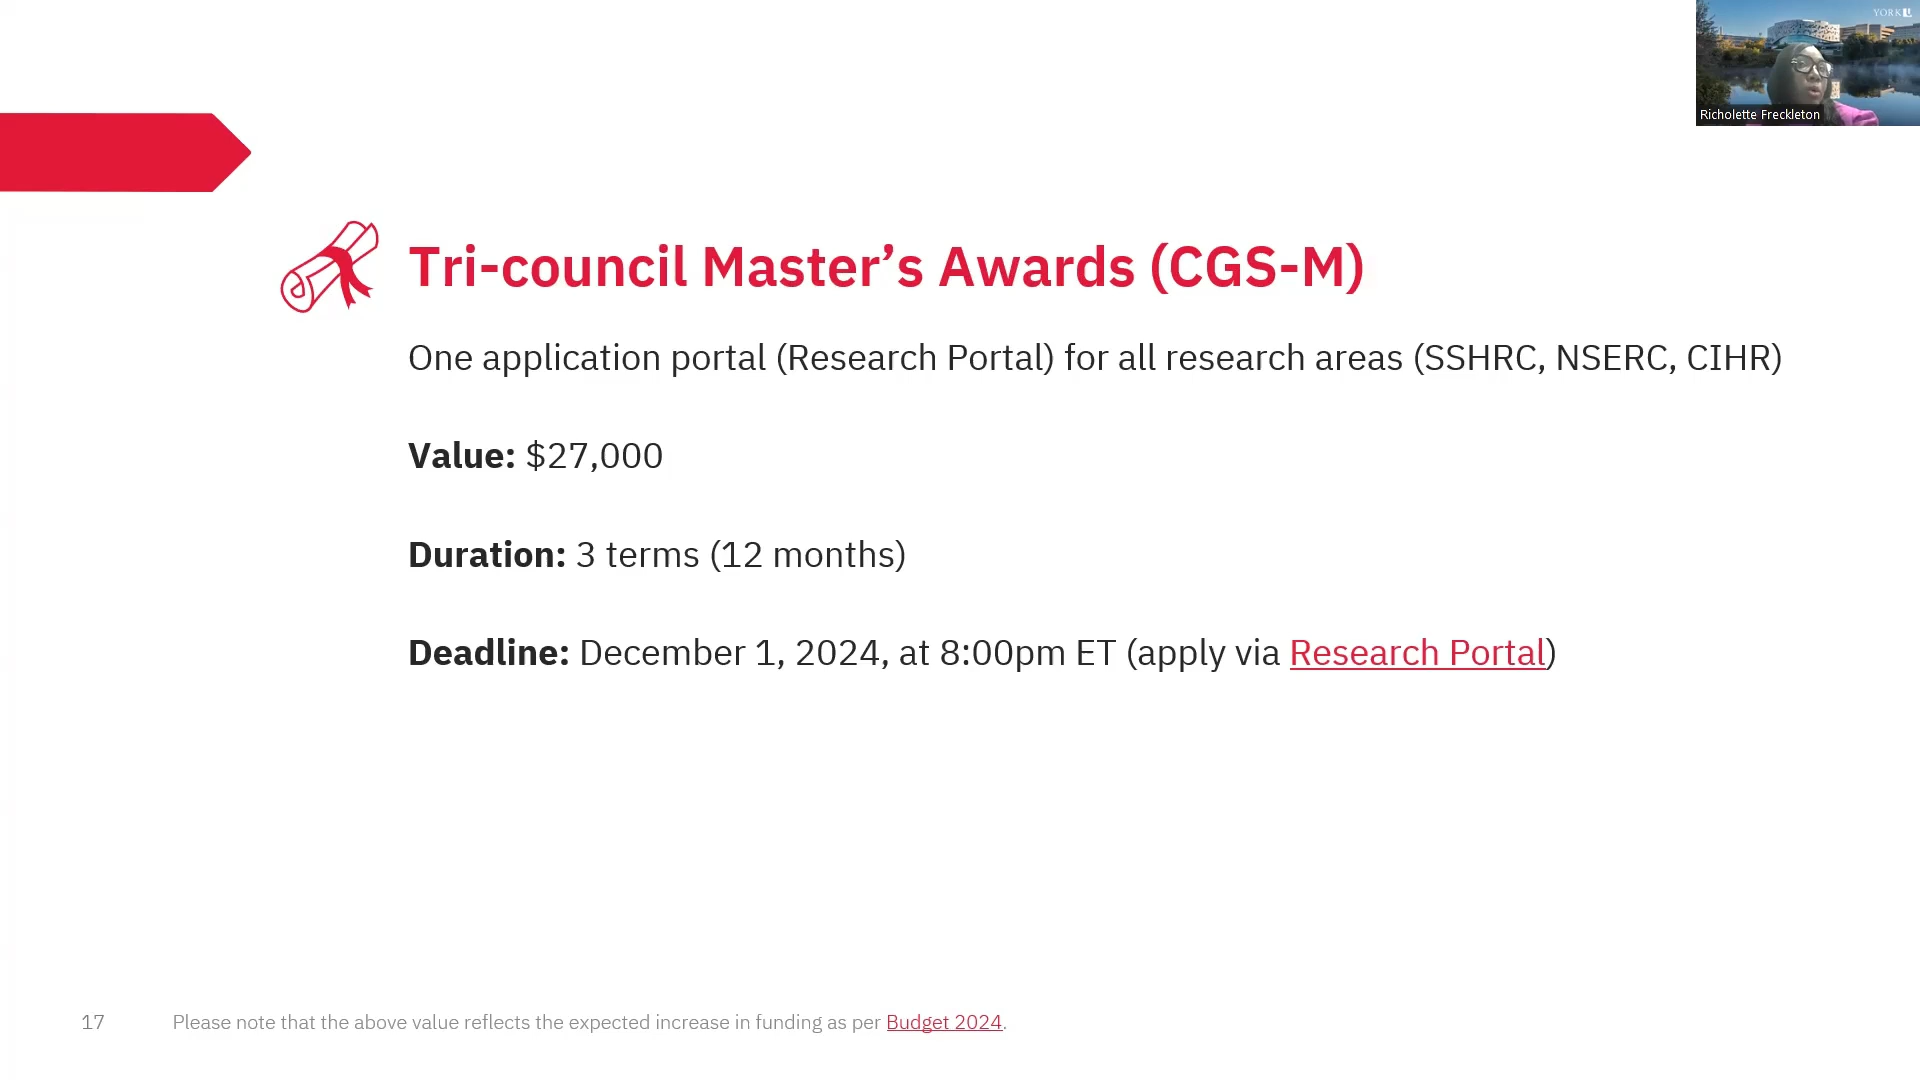 YORK U
Richolette Freckleton
Tri-council Master’s Awards (CGS-M)
One application portal (Research Portal) for all research areas (SSHRC, NSERC, CIHR)
Value: $27,000
Duration: 3 terms (12 months)
Deadline: December 1, 2024, at 8:00pm ET (apply via Research Portal)
17
Please note that the above value reflects the expected increase in funding as per Budget 2024.